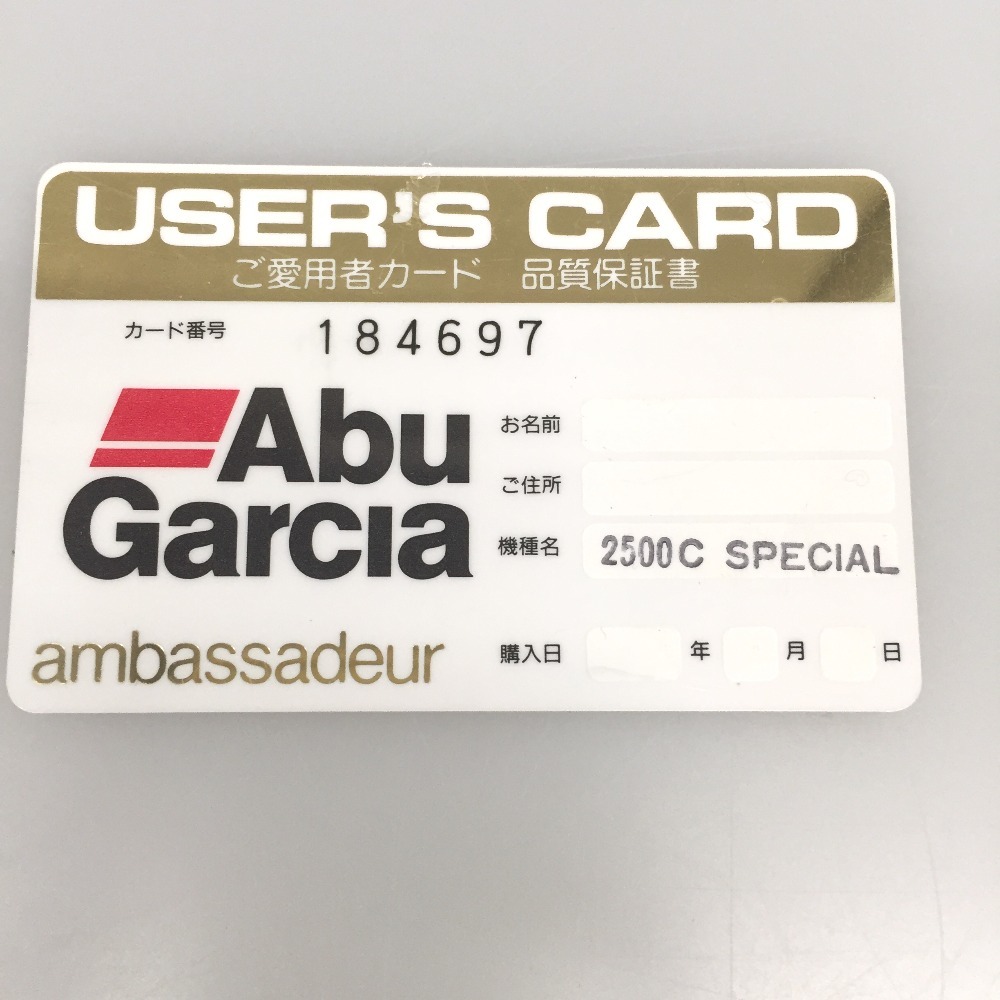 USER'S CARD
ご愛用者カード 品質保証書
カード番号 184697
Abu
Garcia
ambassadeur
お名前
ご住所
機種名 2500C SPECIAL
購入日 年 月 日